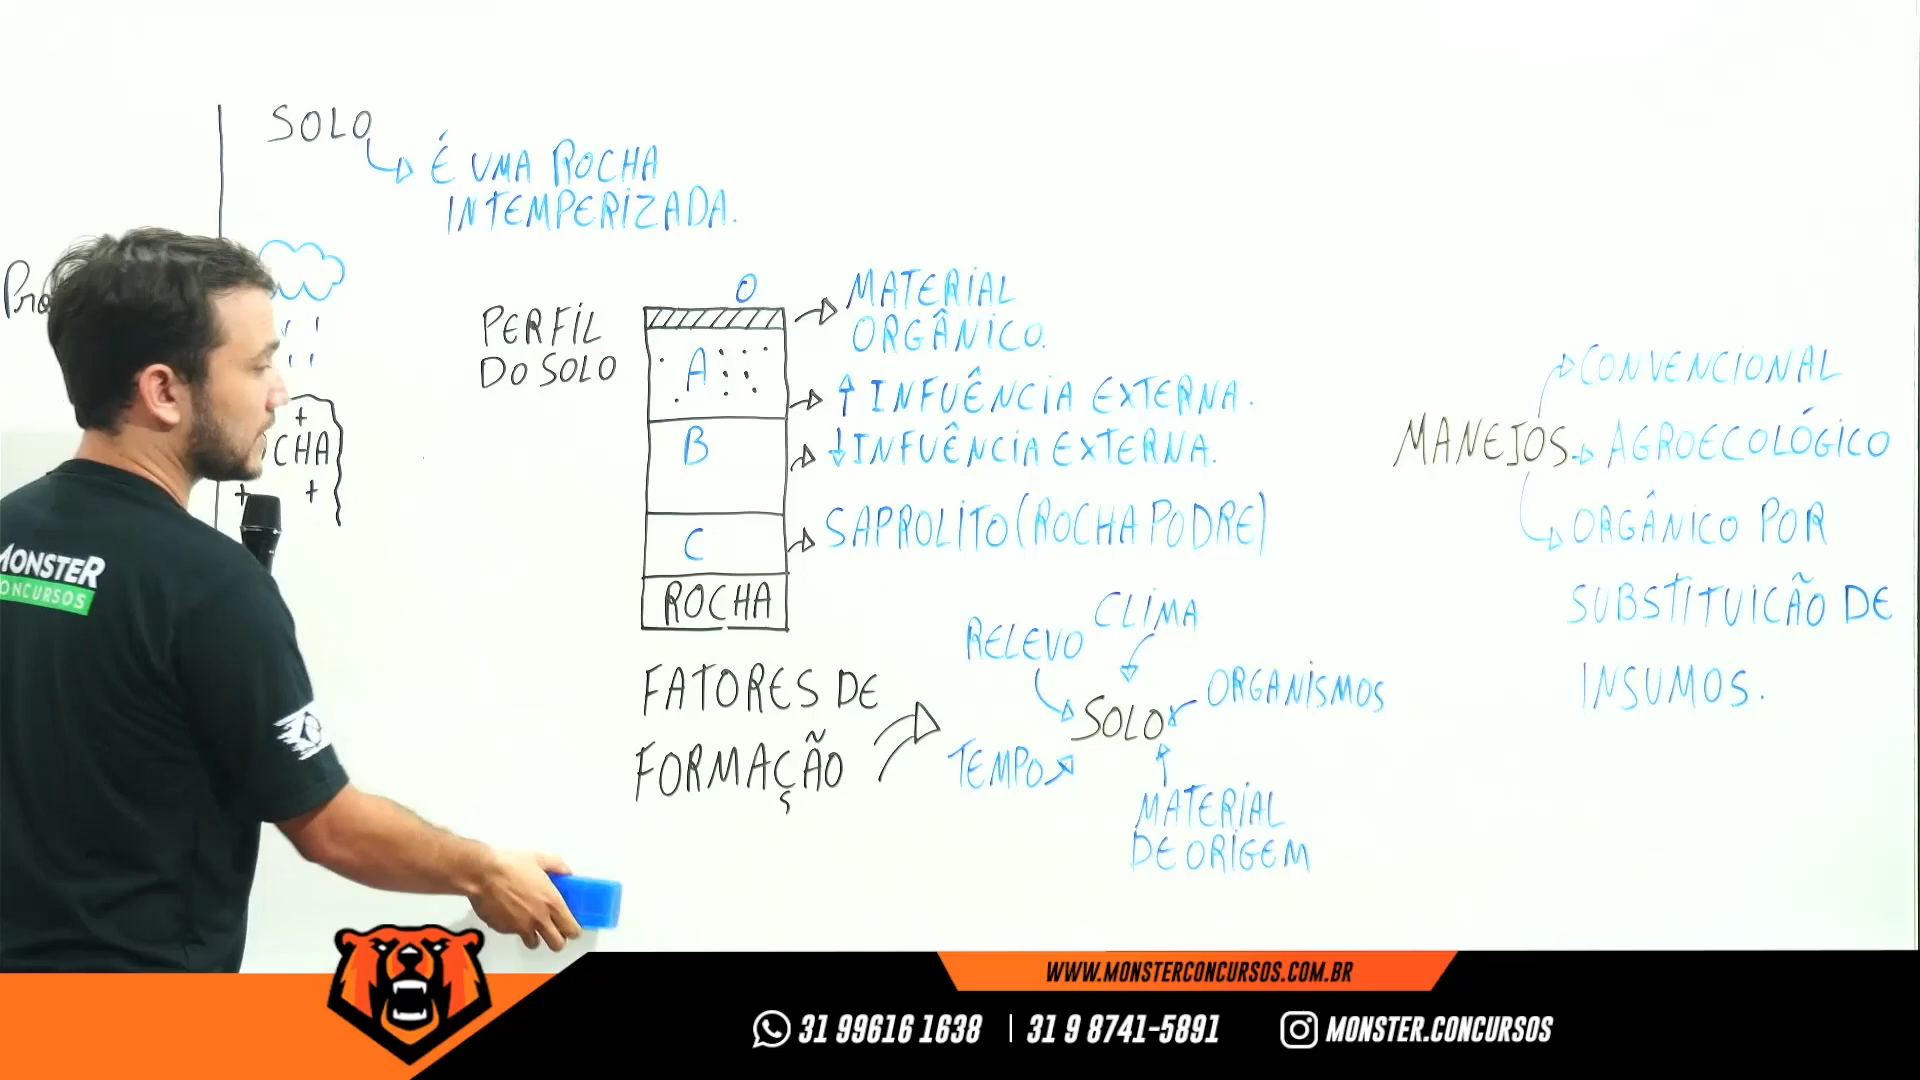 SOLO
É UMA ROCHA
INTEMPERIZADA.
Pro
CHA
PERFIL
DO SOLO
O
A
B
C
ROCHA
MATERIAL
ORGÂNICO.
INFUÊNCIA EXTERNA.
INFUÊNCIA EXTERNA.
SAPROLITO (ROCHA PODRE)
FATORES DE
FORMAÇÃO
RELEVO
CLIMA
ORGANISMOS
SOLO
TEMPO
MATERIAL
DE ORIGEM
MANEJOS
CONVENCIONAL
AGROECOLÓGICO
ORGÂNICO POR
SUBSTITUICÃO DE
INSUMOS.
MONSTER
CONCURSOS
WWW.MONSTERCONCURSOS.COM.BR
31 99616 1638 | 31 9 8741-5891
MONSTER.CONCURSOS